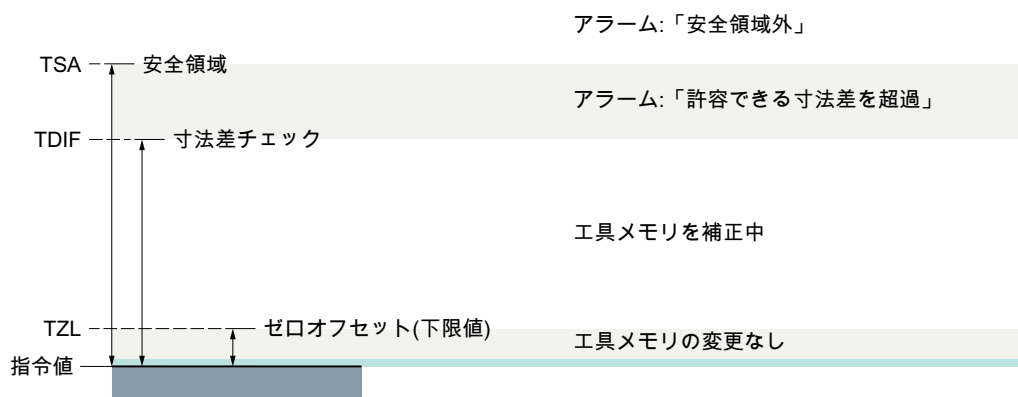 アラーム:「安全領域外」
TSA 安全領域
アラーム:「許容できる寸法差を超過」
TDIF 寸法差チェック
工具メモリを補正中
TZL ゼロオフセット(下限値)
工具メモリの変更なし
指令値